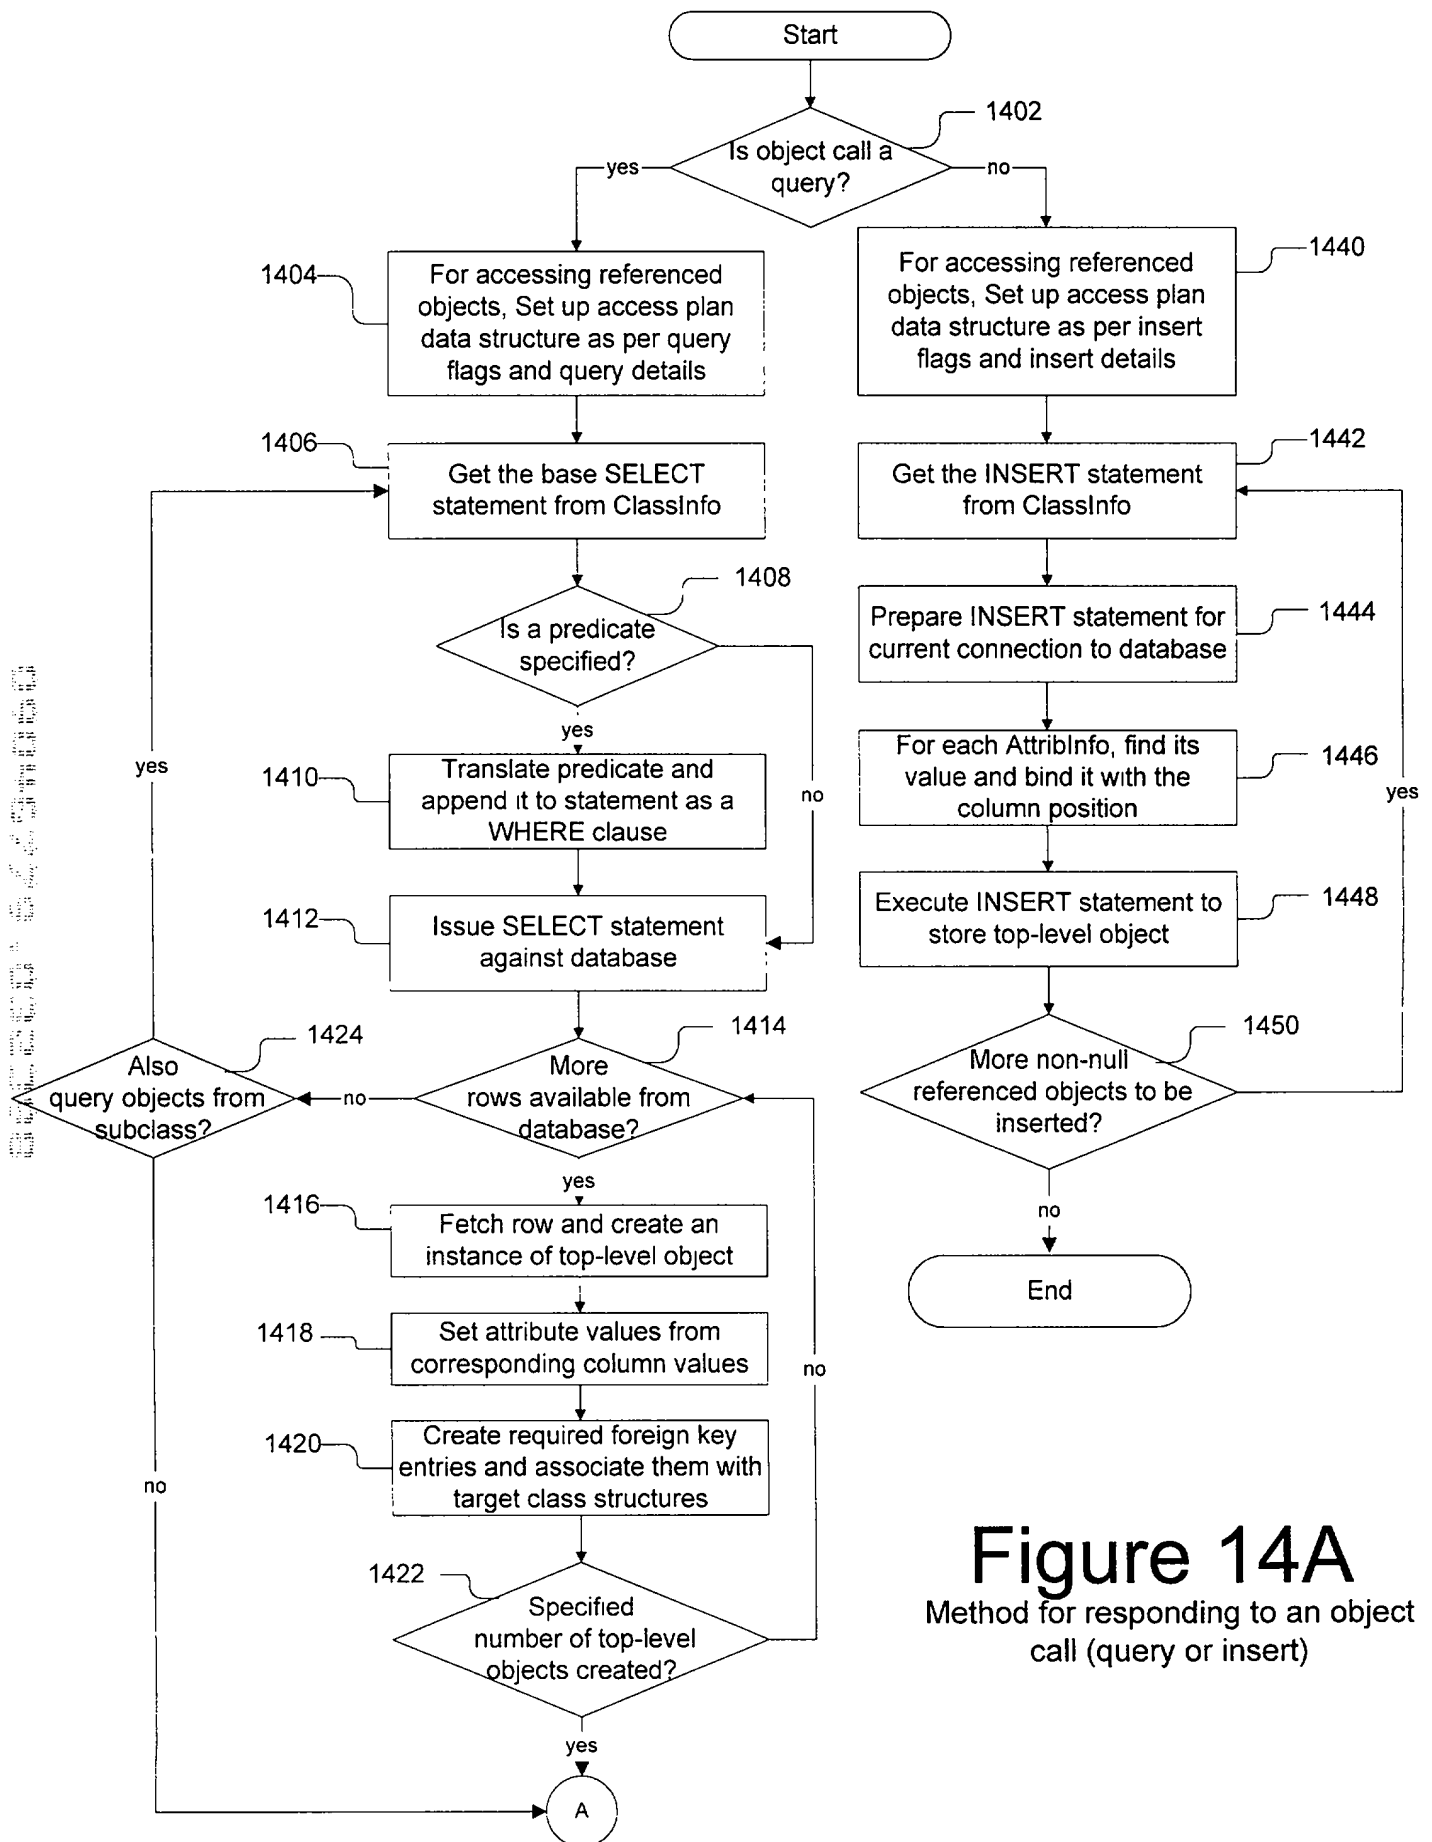 Start
1402
Is object call a
query?
yes
no
1404
For accessing referenced
objects, Set up access plan
data structure as per query
flags and query details
1440
For accessing referenced
objects, Set up access plan
data structure as per insert
flags and insert details
1406
Get the base SELECT
statement from ClassInfo
1442
Get the INSERT statement
from ClassInfo
1408
Is a predicate
specified?
yes
no
1444
Prepare INSERT statement for
current connection to database
1410
Translate predicate and
append it to statement as a
WHERE clause
1446
For each AttribInfo, find its
value and bind it with the
column position
yes
yes
1412
Issue SELECT statement
against database
1448
Execute INSERT statement to
store top-level object
1424
Also
query objects from
subclass?
no
1414
More
rows available from
database?
yes
1450
More non-null
referenced objects to be
inserted?
no
End
1416
Fetch row and create an
instance of top-level object
1418
Set attribute values from
corresponding column values
no
1420
Create required foreign key
entries and associate them with
target class structures
no
1422
Specified
number of top-level
objects created?
yes
A
Figure 14A
Method for responding to an object
call (query or insert)